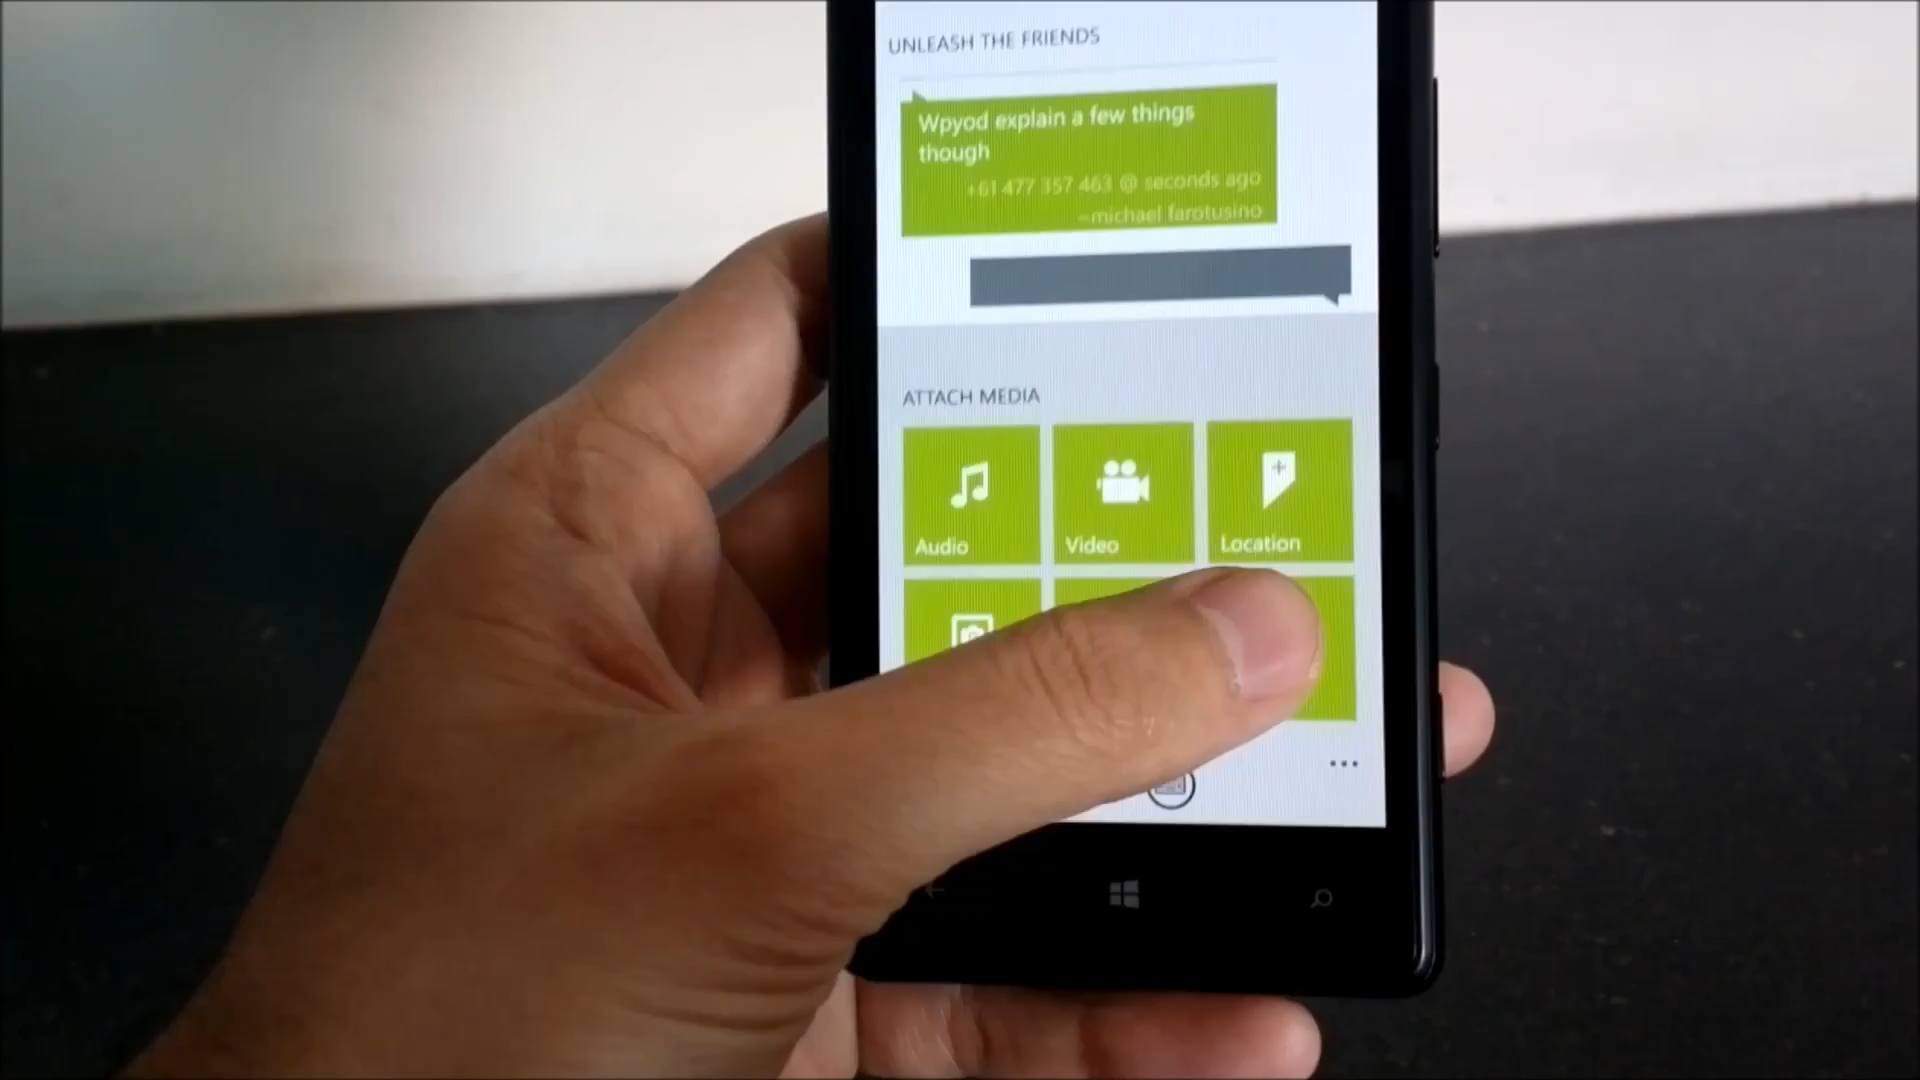 UNLEASH THE FRIENDS
Wpyod explain a few things
though
+61 477 357 463 @ seconds ago
~michael farotusino
ATTACH MEDIA
Audio
Video
Location